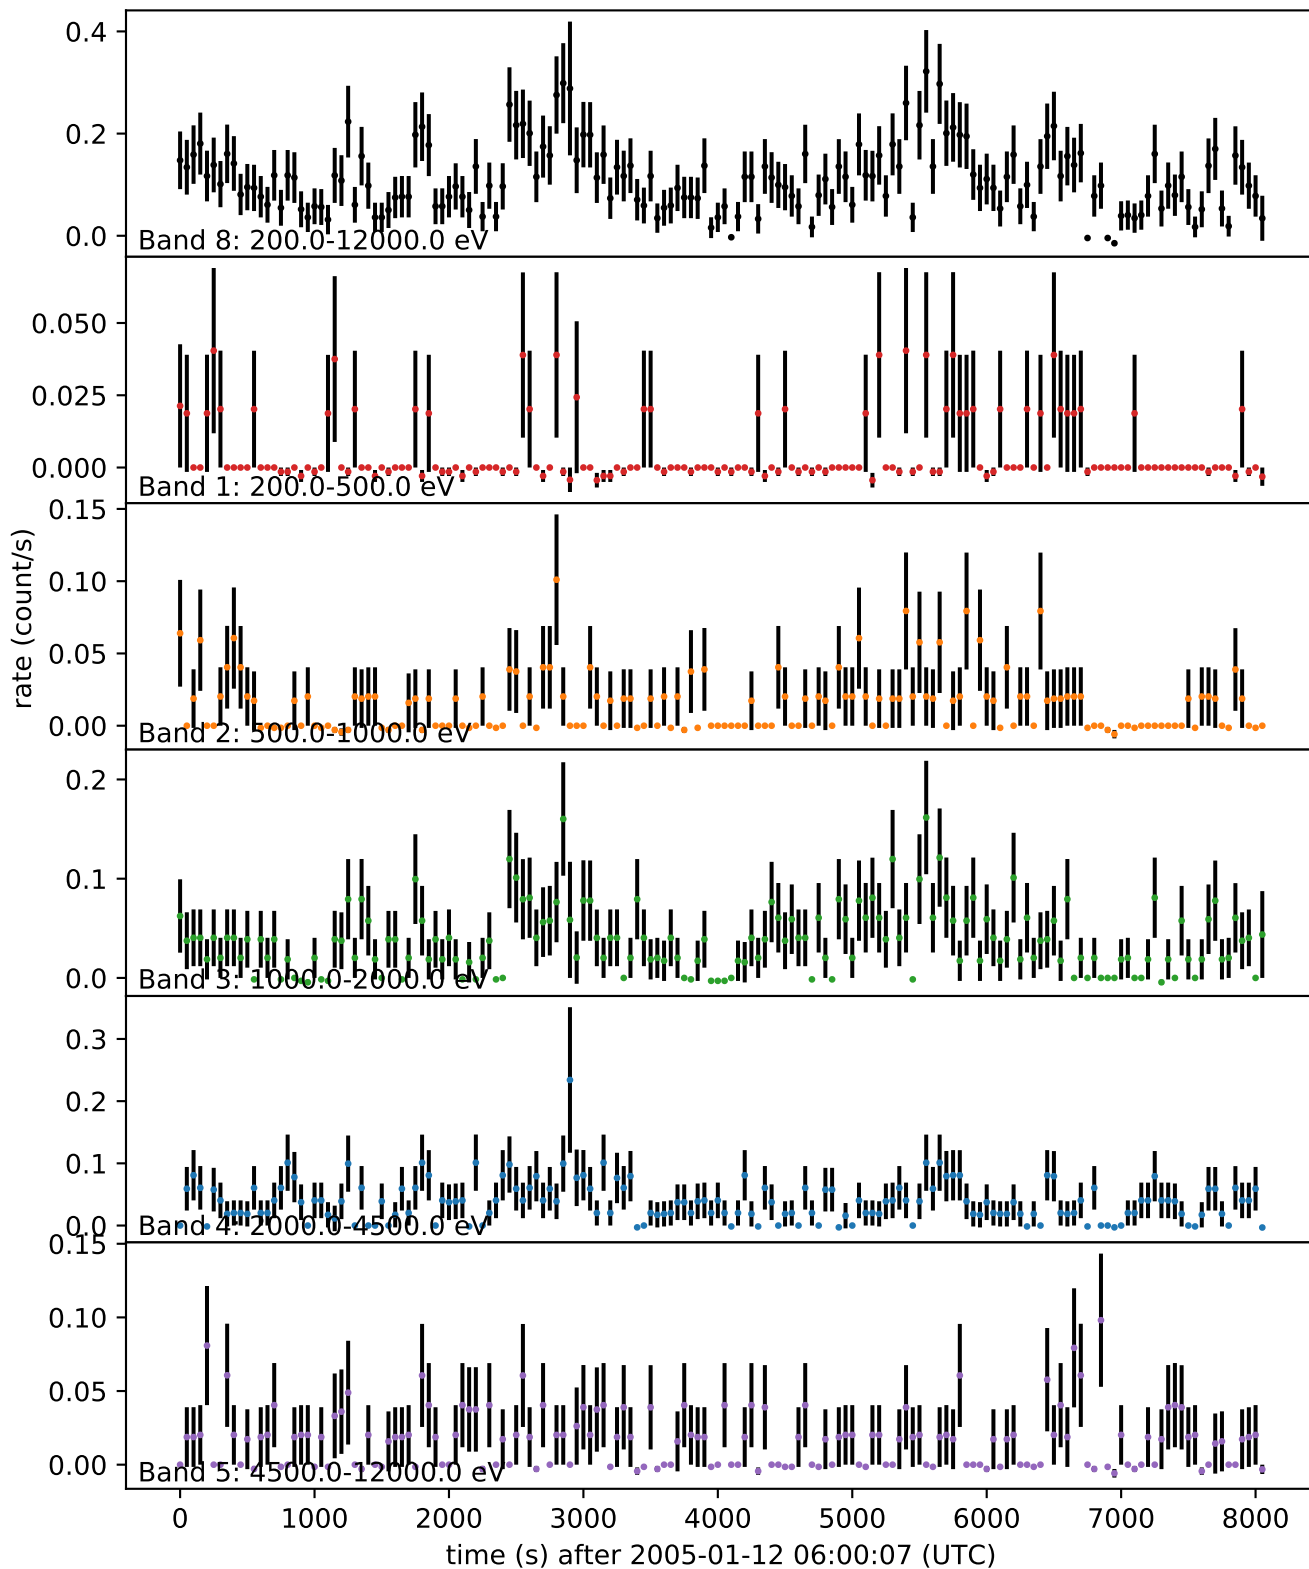 0.4
0.2
0.0
Band 8: 200.0-12000.0 eV
0.050
0.025
0.000
Band 1: 200.0-500.0 eV
rate (count/s)
0.15
0.10
0.05
0.00
Band 2: 500.0-1000.0 eV
0.2
0.1
0.0
Band 3: 1000.0-2000.0 eV
0.3
0.2
0.1
0.0
Band 4: 2000.0-4500.0 eV
0.15
0.10
0.05
0.00
Band 5: 4500.0-12000.0 eV
0 1000 2000 3000 4000 5000 6000 7000 8000
time (s) after 2005-01-12 06:00:07 (UTC)